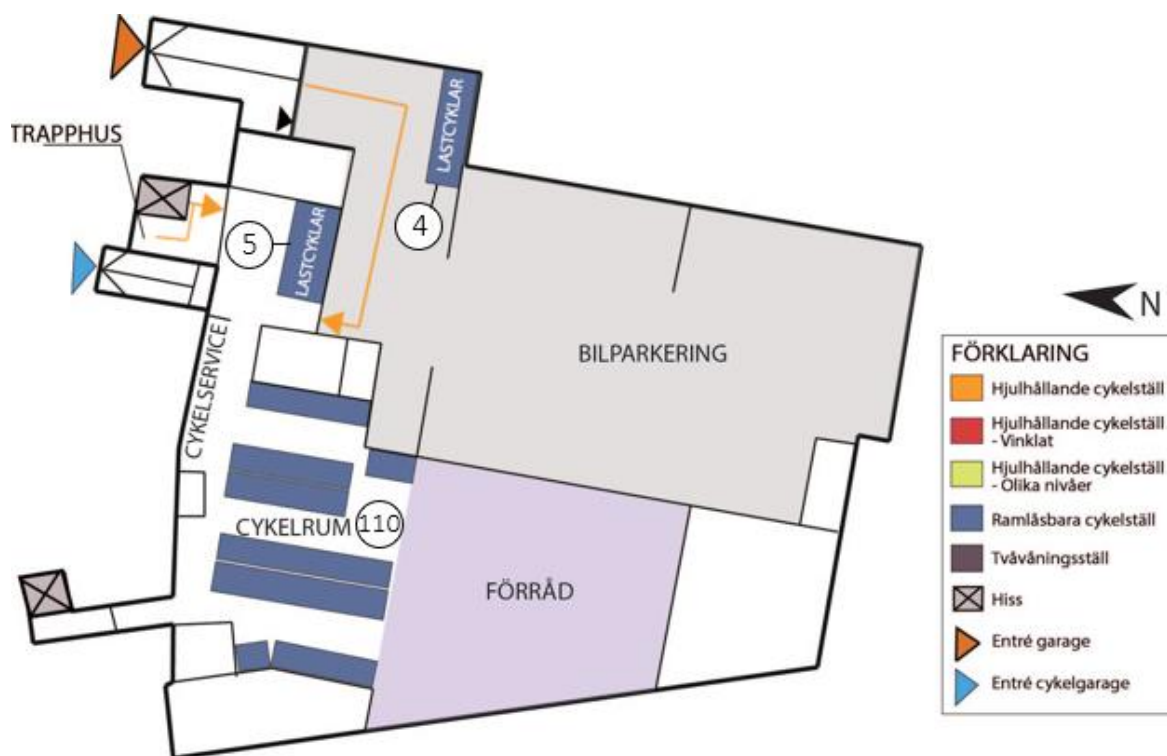 TRAPPHUS
LASTCYKLAR
4
5
LASTCYKLAR
CYKELSERVICE
BILPARKERING
CYKELRUM 110
FÖRRÅD
N
FÖRKLARING
Hjulhållande cykelställ
Hjulhållande cykelställ
- Vinklat
Hjulhållande cykelställ
- Olika nivåer
Ramlåsbara cykelställ
Tvåvåningsställ
Hiss
Entré garage
Entré cykelgarage